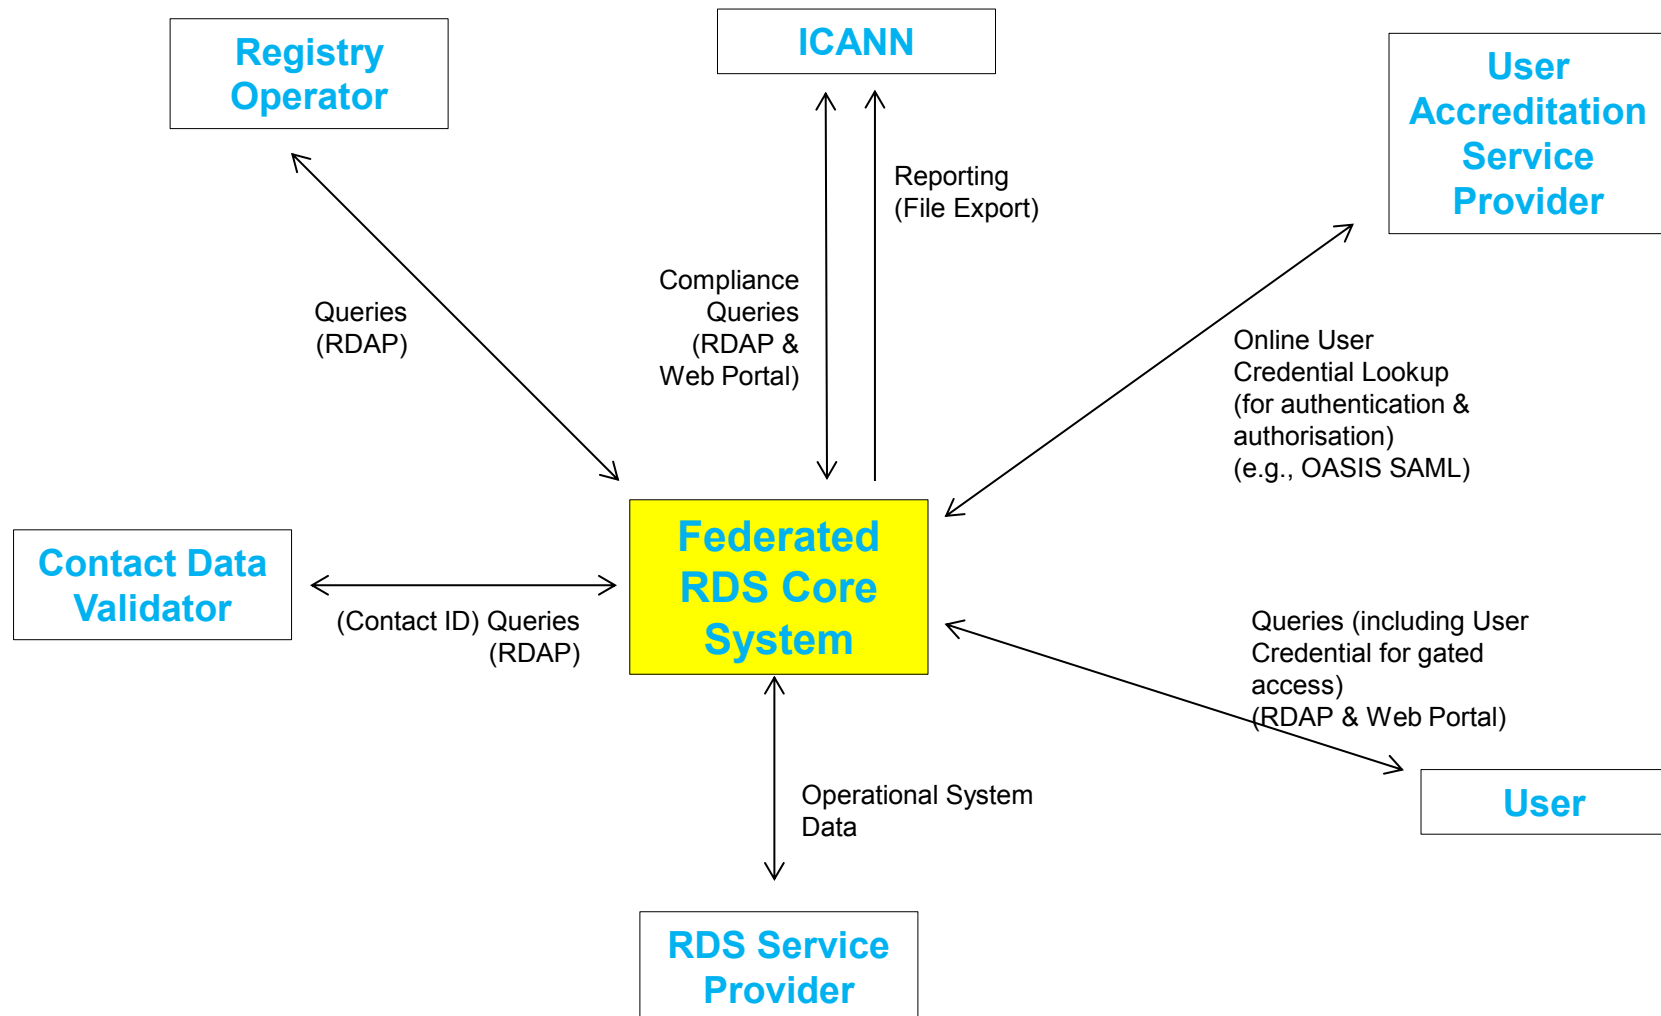 Registry
Operator
ICANN
User
Accreditation
Service
Provider
Reporting
(File Export)
Compliance
Queries
(RDAP &
Web Portal)
Queries
(RDAP)
Online User
Credential Lookup
(for authentication &
authorisation)
(e.g., OASIS SAML)
Federated
RDS Core
System
Contact Data
Validator
(Contact ID) Queries
(RDAP)
Queries (including User
Credential for gated
access)
(RDAP & Web Portal)
User
Operational System
Data
RDS Service
Provider